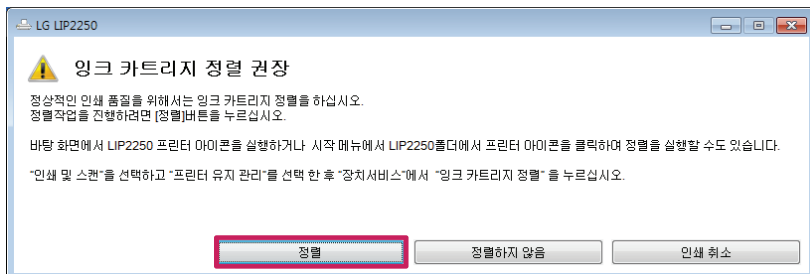 LG LIP2250
잉크 카트리지 정렬 권장
정상적인 인쇄 품질을 위해서는 잉크 카트리지 정렬을 하십시오.
정렬작업을 진행하려면 [정렬]버튼을 누르십시오.
바탕 화면에서 LIP2250 프린터 아이콘을 실행하거나 시작 메뉴에서 LIP2250폴더에서 프린터 아이콘을 클릭하여 정렬을 실행할 수도 있습니다.
"인쇄 및 스캔"을 선택하고 "프린터 유지 관리"를 선택 한 후 "장치서비스"에서 "잉크 카트리지 정렬" 을 누르십시오.
정렬 정렬하지 않음 인쇄 취소